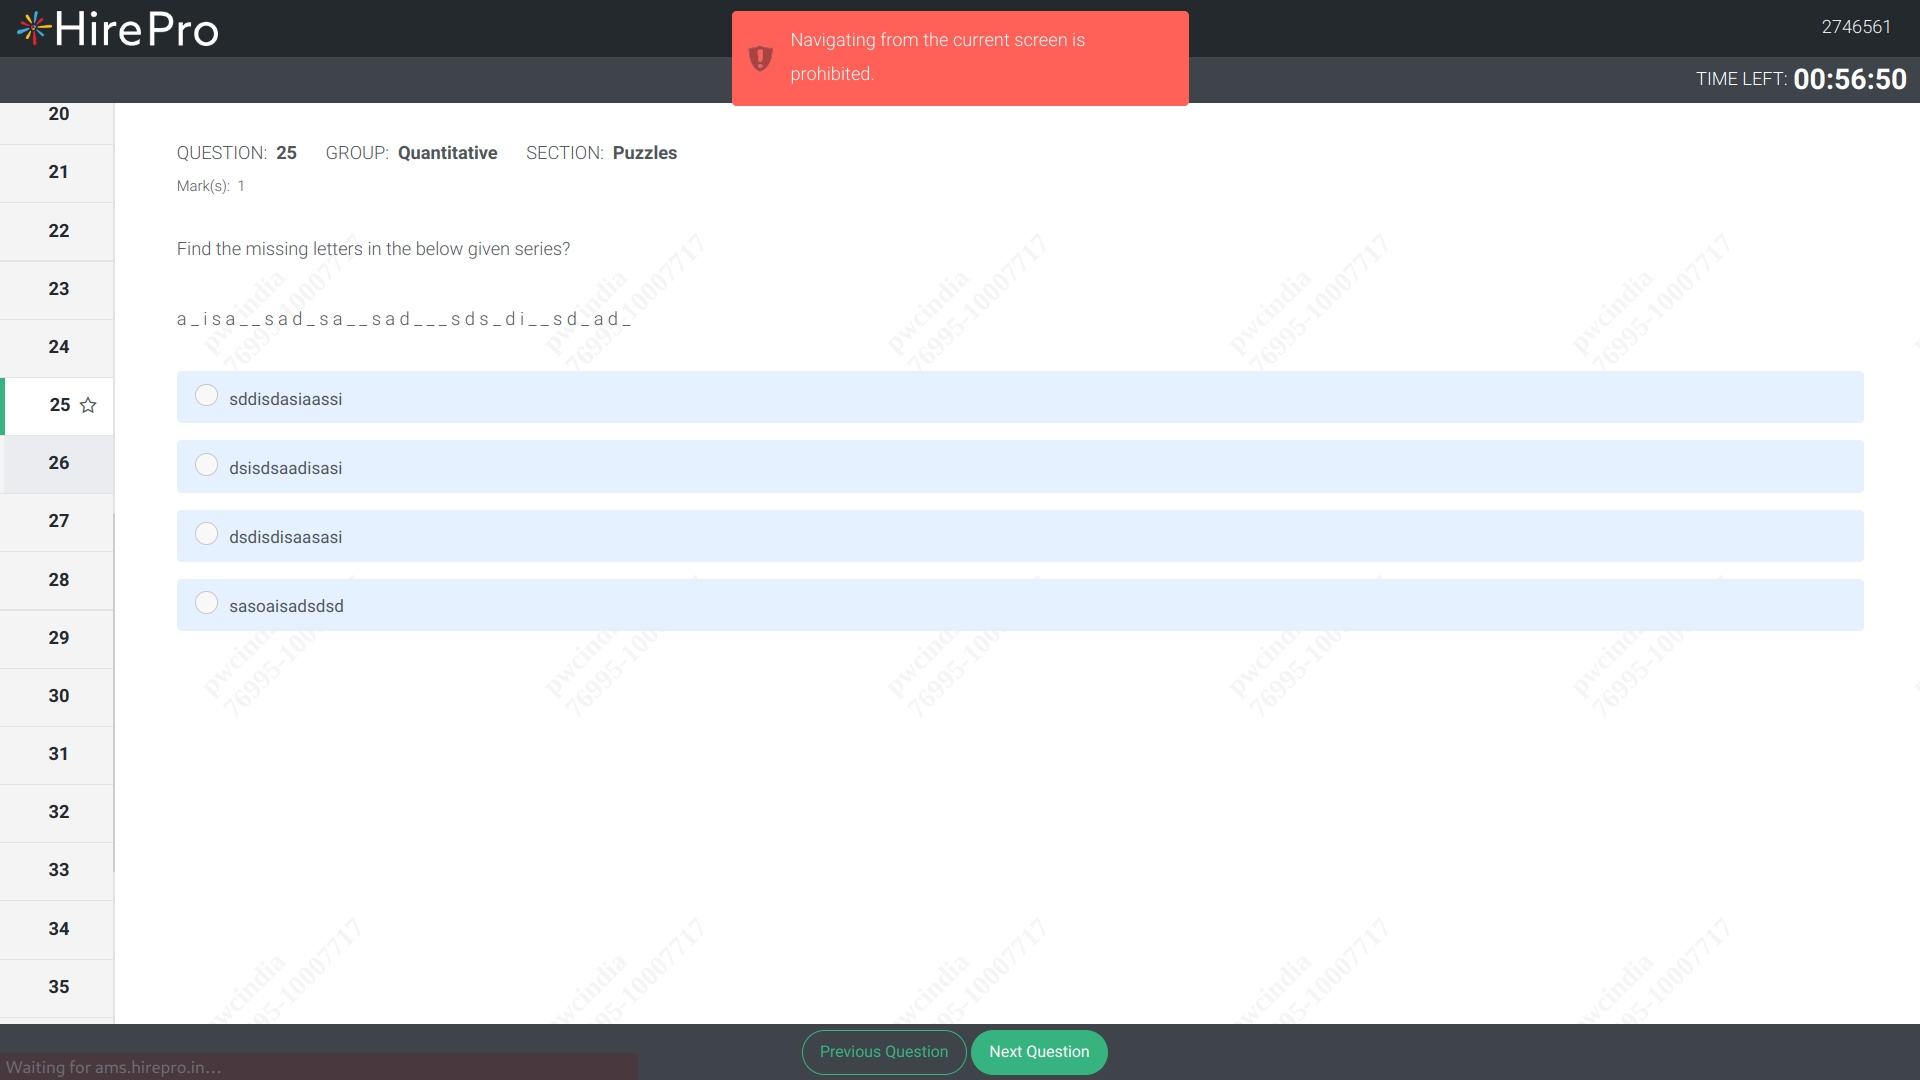 HirePro
2746561
Navigating from the current screen is
prohibited.
TIME LEFT: 00:56:50
20
21
22
23
24
25
26
27
28
29
30
31
32
33
34
35
QUESTION: 25 GROUP: Quantitative SECTION: Puzzles
Mark(s): 1
Find the missing letters in the below given series?
a _ i s a _ _ s a d _ s a _ _ s a d _ _ _ s d s _ d i _ _ s d _ a d _
sddisdasiaassi
dsisdsaadisasi
dsdisdisaasasi
sasoaisadsdsd
pwcindia
76995-10007717
Previous Question
Next Question
Waiting for ams.hirepro.in...